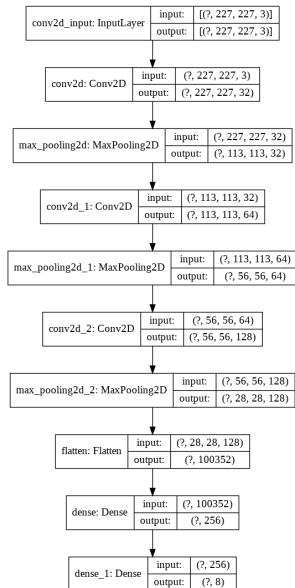 conv2d_input: InputLayer
input: [(?, 227, 227, 3)]
output: [(?, 227, 227, 3)]
conv2d: Conv2D
input: (?, 227, 227, 3)
output: (?, 227, 227, 32)
max_pooling2d: MaxPooling2D
input: (?, 227, 227, 32)
output: (?, 113, 113, 32)
conv2d_1: Conv2D
input: (?, 113, 113, 32)
output: (?, 113, 113, 64)
max_pooling2d_1: MaxPooling2D
input: (?, 113, 113, 64)
output: (?, 56, 56, 64)
conv2d_2: Conv2D
input: (?, 56, 56, 64)
output: (?, 56, 56, 128)
max_pooling2d_2: MaxPooling2D
input: (?, 56, 56, 128)
output: (?, 28, 28, 128)
flatten: Flatten
input: (?, 28, 28, 128)
output: (?, 100352)
dense: Dense
input: (?, 100352)
output: (?, 256)
dense_1: Dense
input: (?, 256)
output: (?, 8)